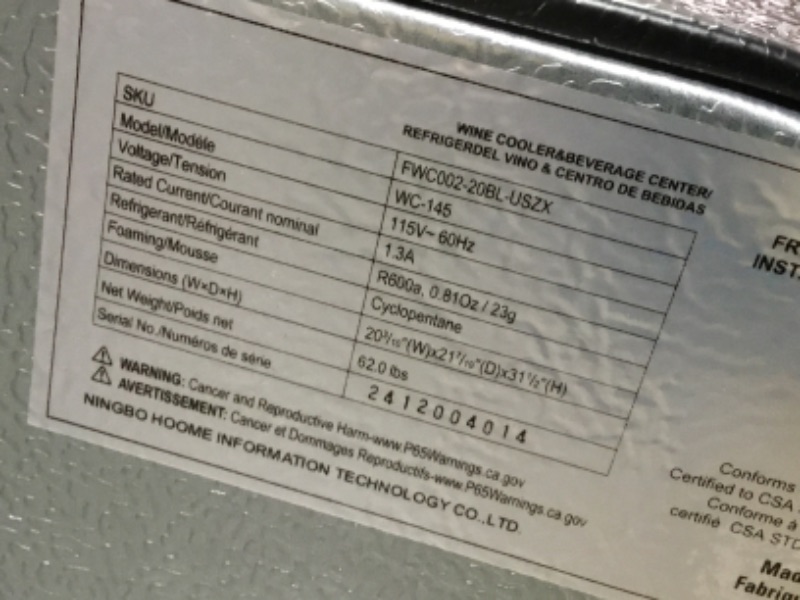 WINE COOLER&BEVERAGE CENTER/
REFRIGERDEL VINO & CENTRO DE BEBIDAS
SKU FWC002-20BL-USZX
Model/Modèle WC-145
Voltage/Tension 115V~ 60Hz
Rated Current/Courant nominal 1.3A
Refrigerant/Réfrigérant R600a, 0.81Oz / 23g
Foaming/Mousse Cyclopentane
Dimensions (W×D×H) 20³/₁₆"(W)x21⁷/₁₆"(D)x31¹/₂"(H)
Net Weight/Poids net 62.0 lbs
Serial No./Numéros de série 2412004014
⚠ WARNING: Cancer and Reproductive Harm-www.P65Warnings.ca.gov
⚠ AVERTISSEMENT: Cancer et Dommages Reproductifs-www.P65Warnings.ca.gov
NINGBO HOOME INFORMATION TECHNOLOGY CO.,LTD.
FR
INST
Conforms
Certified to CSA
Conforme à
certifié CSA STD
Mad
Fabriq